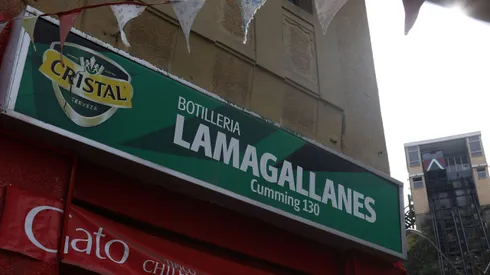 CRISTAL
CERVEZA
BOTILLERIA
LAMAGALLANES
Cumming 130
Gato